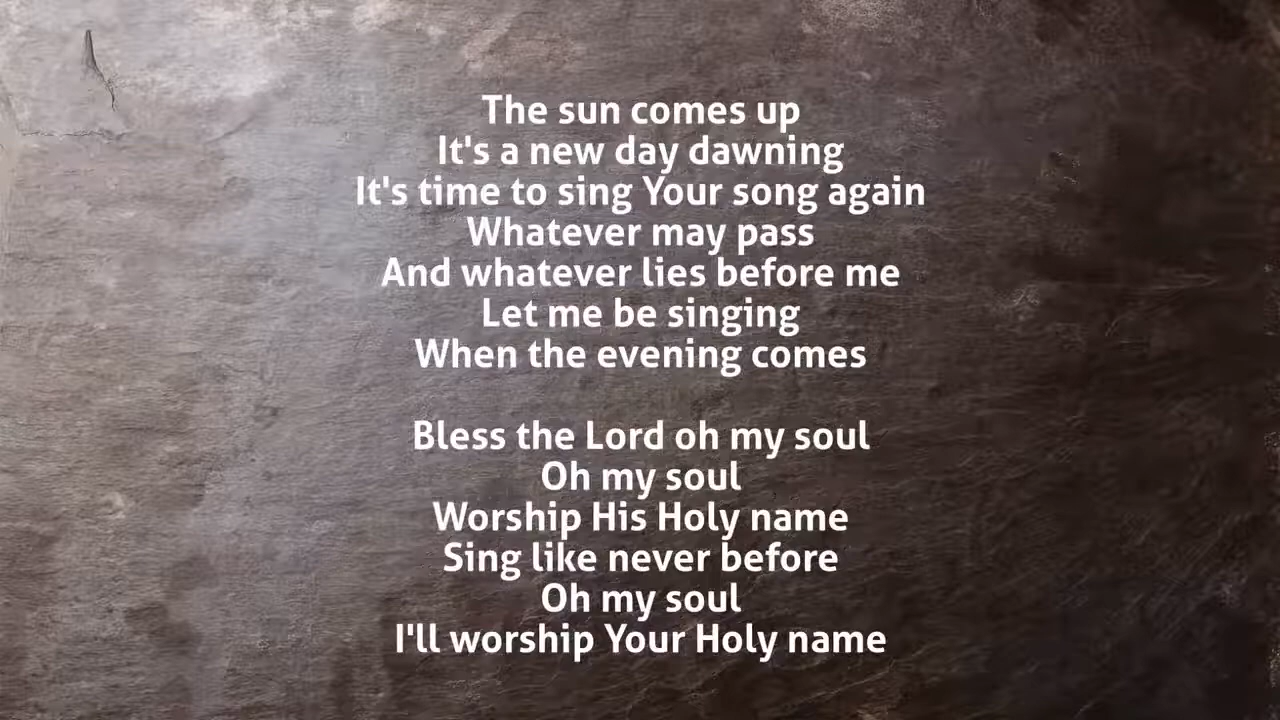 The sun comes up
It's a new day dawning
It's time to sing Your song again
Whatever may pass
And whatever lies before me
Let me be singing
When the evening comes
Bless the Lord oh my soul
Oh my soul
Worship His Holy name
Sing like never before
Oh my soul
I'll worship Your Holy name